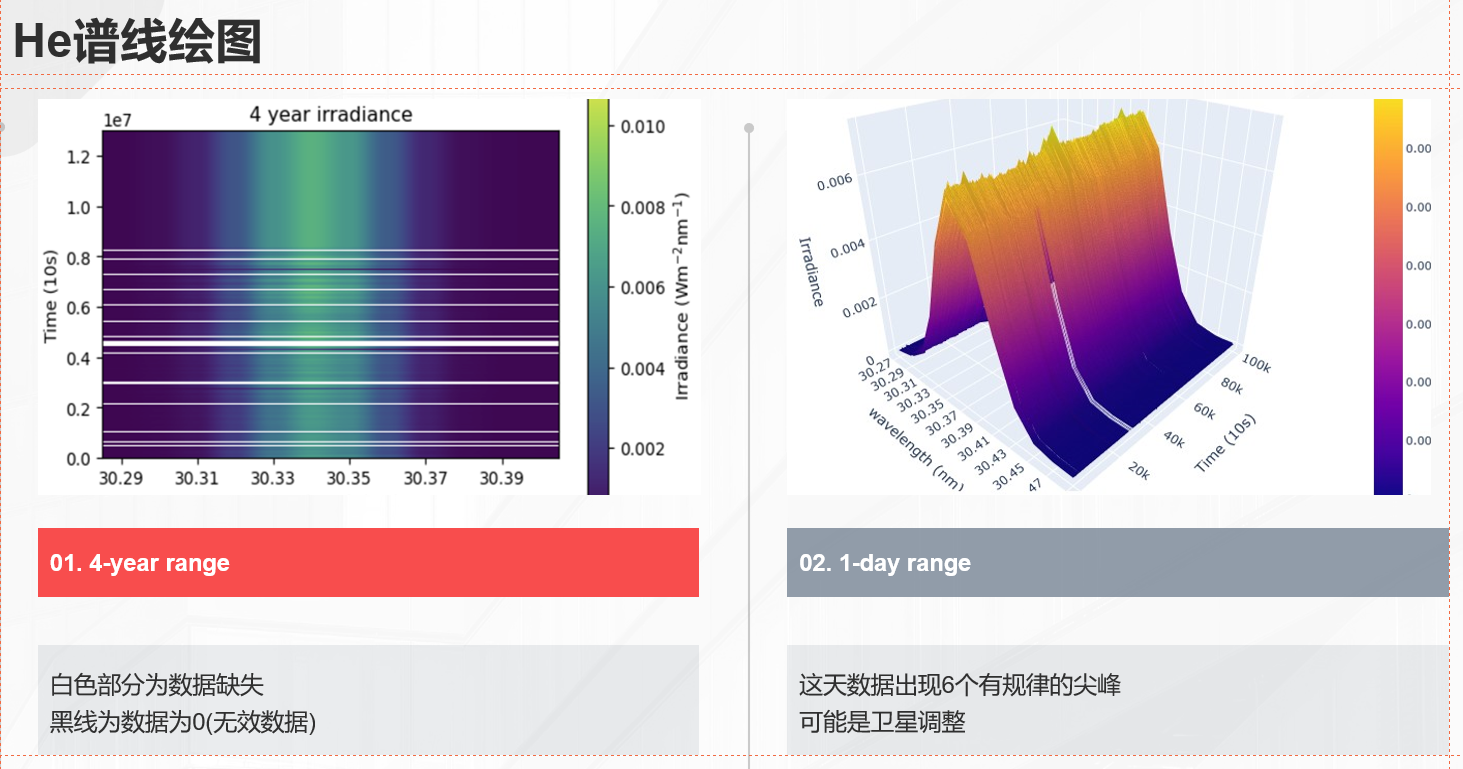 He谱线绘图
4 year irradiance
1e7
1.2
1.0
0.8
0.6
0.4
0.2
0.0
Time (10s)
30.29 30.31 30.33 30.35 30.37 30.39
0.010
0.008
0.006
0.004
0.002
Irradiance (Wm⁻²nm⁻¹)
0.006
0.004
0.002
0
Irradiance
30.27
30.29
30.31
30.33
30.35
30.37
30.39
30.41
30.43
30.45
47
wavelength (nm)
20k
40k
60k
80k
100k
Time (10s)
0.00
0.00
0.00
0.00
0.00
0.00
01. 4-year range
02. 1-day range
白色部分为数据缺失
黑线为数据为0(无效数据)
这天数据出现6个有规律的尖峰
可能是卫星调整